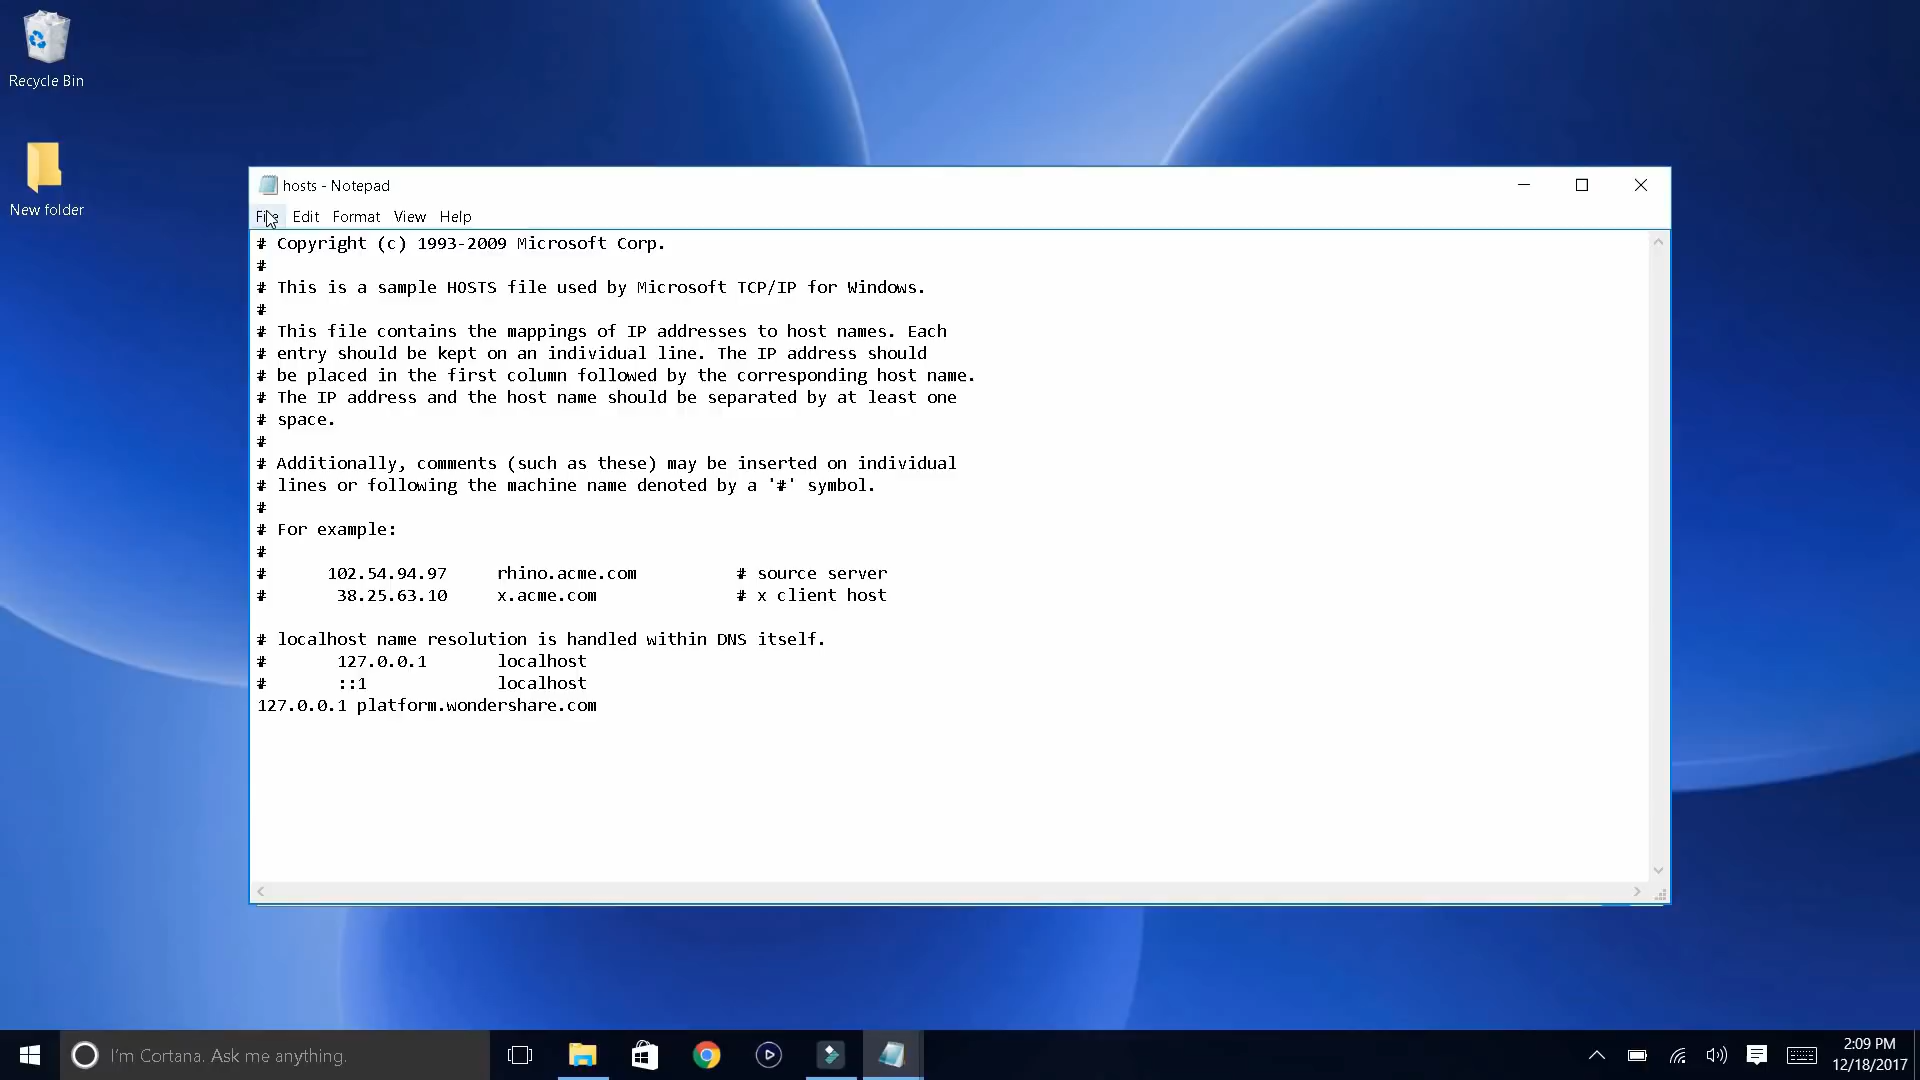 Recycle Bin
New folder
hosts - Notepad
File Edit Format View Help
# Copyright (c) 1993-2009 Microsoft Corp.
#
# This is a sample HOSTS file used by Microsoft TCP/IP for Windows.
#
# This file contains the mappings of IP addresses to host names. Each
# entry should be kept on an individual line. The IP address should
# be placed in the first column followed by the corresponding host name.
# The IP address and the host name should be separated by at least one
# space.
#
# Additionally, comments (such as these) may be inserted on individual
# lines or following the machine name denoted by a '#' symbol.
#
# For example:
#
#       102.54.94.97     rhino.acme.com          # source server
#        38.25.63.10     x.acme.com              # x client host

# localhost name resolution is handled within DNS itself.
#        127.0.0.1       localhost
#        ::1             localhost
127.0.0.1 platform.wondershare.com
I'm Cortana. Ask me anything.
2:09 PM
12/18/2017